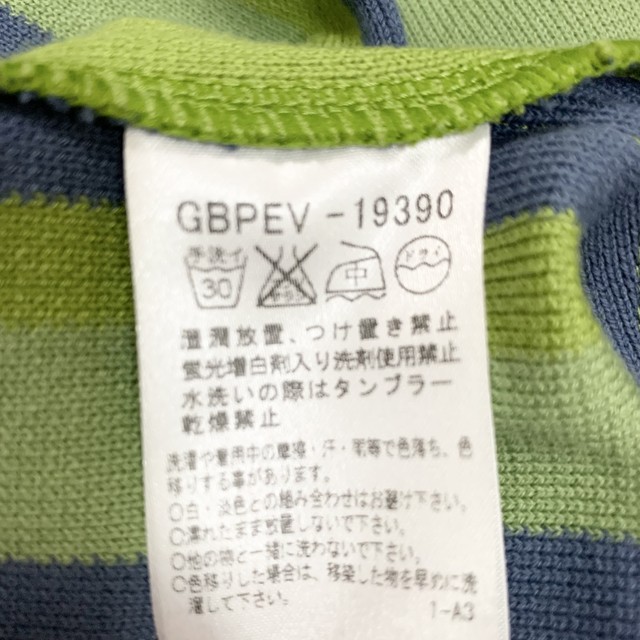 GBPEV -19390
手洗イ
30
中
ドライ
湿潤放置、つけ置き禁止
蛍光増白剤入り洗剤使用禁止
水洗いの際はタンブラー
乾燥禁止
洗濯や着用中の摩擦・汗・雨等で色落ち、色
移りする事があります。
○白、淡色との組み合わせはお避け下さい。
○濡れたまま放置しないで下さい。
○他の物と一緒に洗わないで下さい。
○色移りした場合は、移染した物を早めに洗
濯して下さい。
1-A3